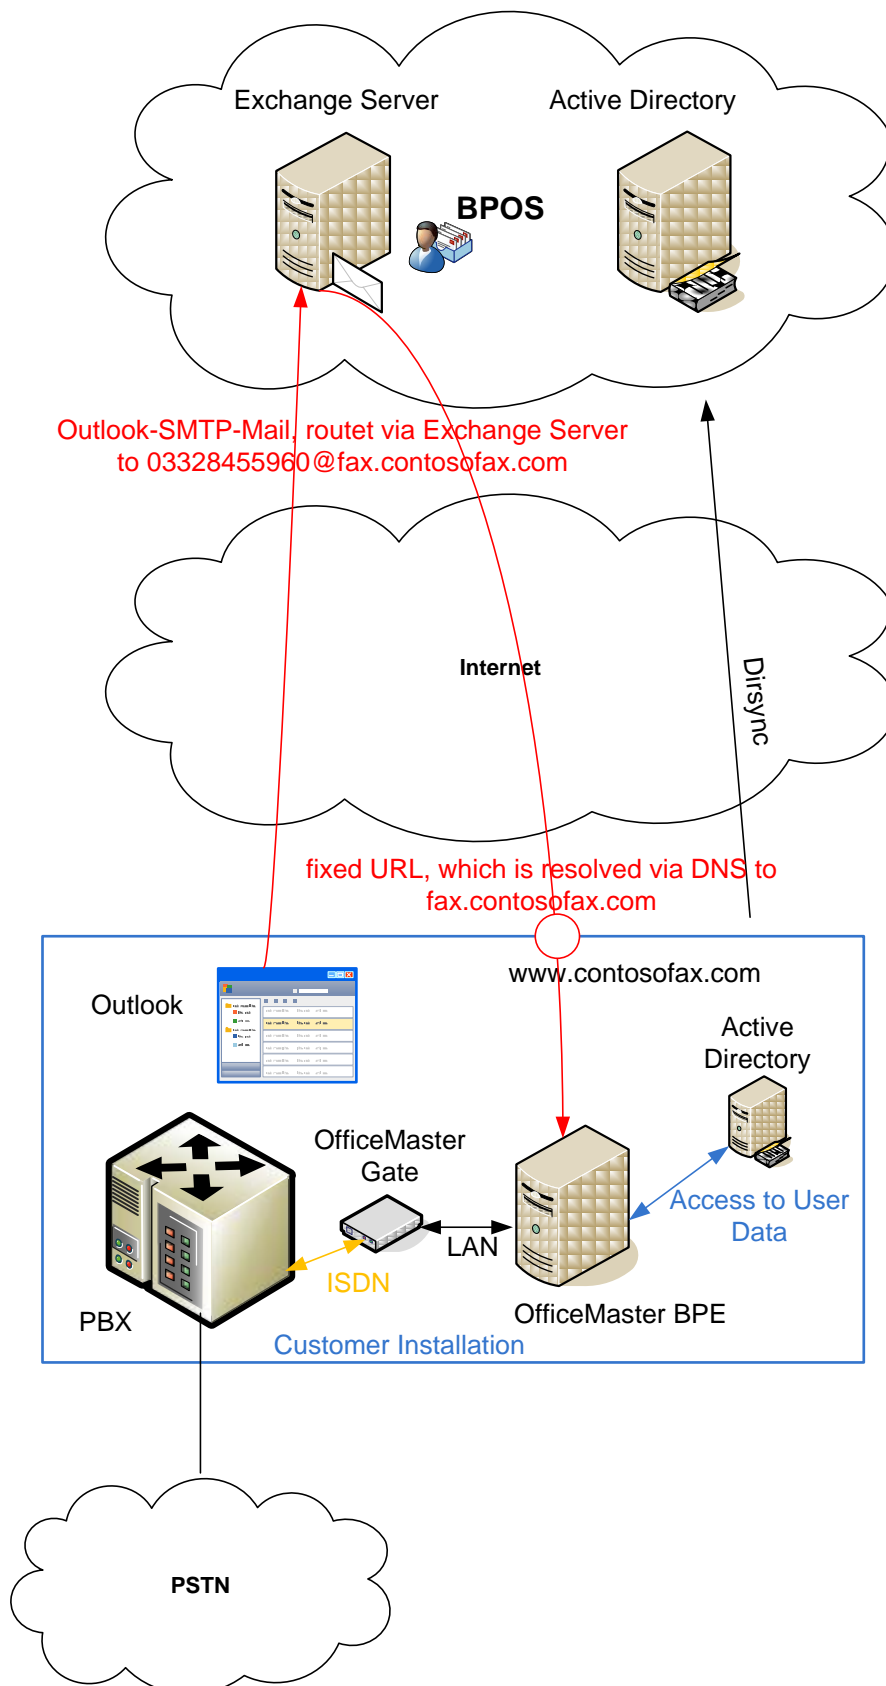 Exchange Server
Active Directory
BPOS
Outlook-SMTP-Mail, routet via Exchange Server
to 03328455960@fax.contosofax.com
Internet
Dirsync
fixed URL, which is resolved via DNS to
fax.contosofax.com
www.contosofax.com
Outlook
Active
Directory
OfficeMaster
Gate
Access to User
Data
LAN
ISDN
OfficeMaster BPE
PBX
Customer Installation
PSTN